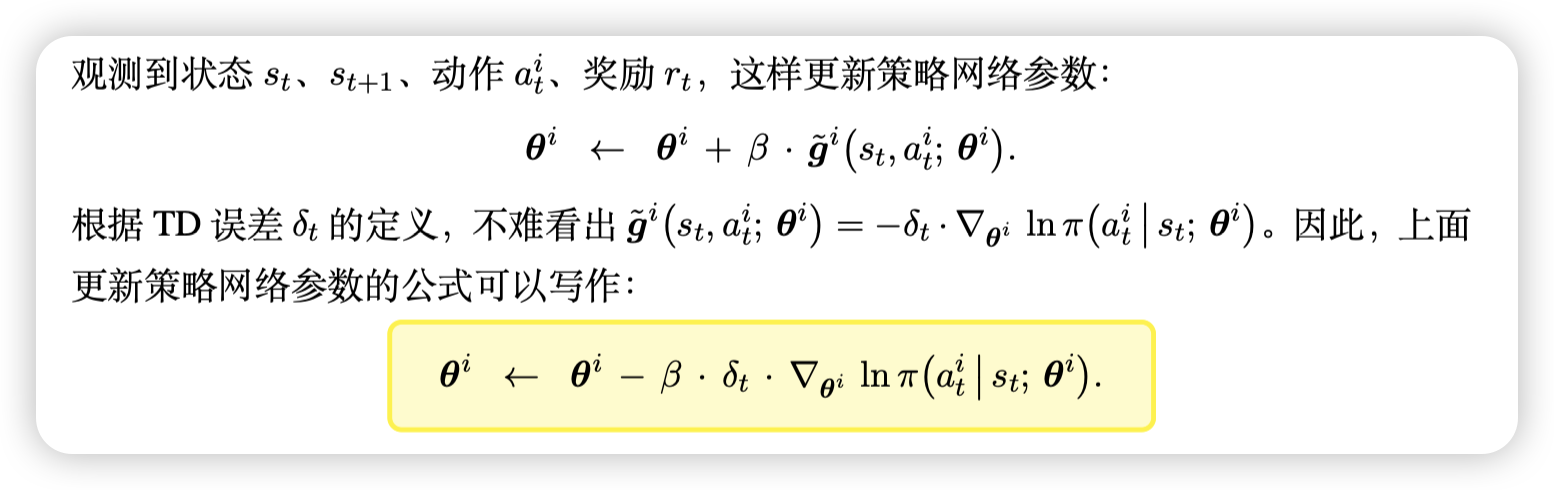 观测到状态 $s_t$、$s_{t+1}$、动作 $a_t^i$、奖励 $r_t$，这样更新策略网络参数：
$\boldsymbol{\theta}^i \leftarrow \boldsymbol{\theta}^i + \beta \cdot \tilde{\boldsymbol{g}}^i(s_t, a_t^i; \boldsymbol{\theta}^i).$
根据 TD 误差 $\delta_t$ 的定义，不难看出 $\tilde{\boldsymbol{g}}^i(s_t, a_t^i; \boldsymbol{\theta}^i) = -\delta_t \cdot \nabla_{\boldsymbol{\theta}^i} \ln \pi(a_t^i \mid s_t; \boldsymbol{\theta}^i)$。因此，上面
更新策略网络参数的公式可以写作：
$\boldsymbol{\theta}^i \leftarrow \boldsymbol{\theta}^i - \beta \cdot \delta_t \cdot \nabla_{\boldsymbol{\theta}^i} \ln \pi(a_t^i \mid s_t; \boldsymbol{\theta}^i).$